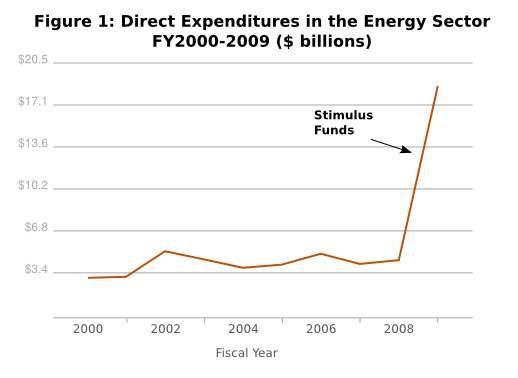 Figure 1: Direct Expenditures in the Energy Sector
FY2000-2009 ($ billions)
$20.5
$17.1
Stimulus
Funds
$13.6
$10.2
$6.8
$3.4
2000 2002 2004 2006 2008
Fiscal Year